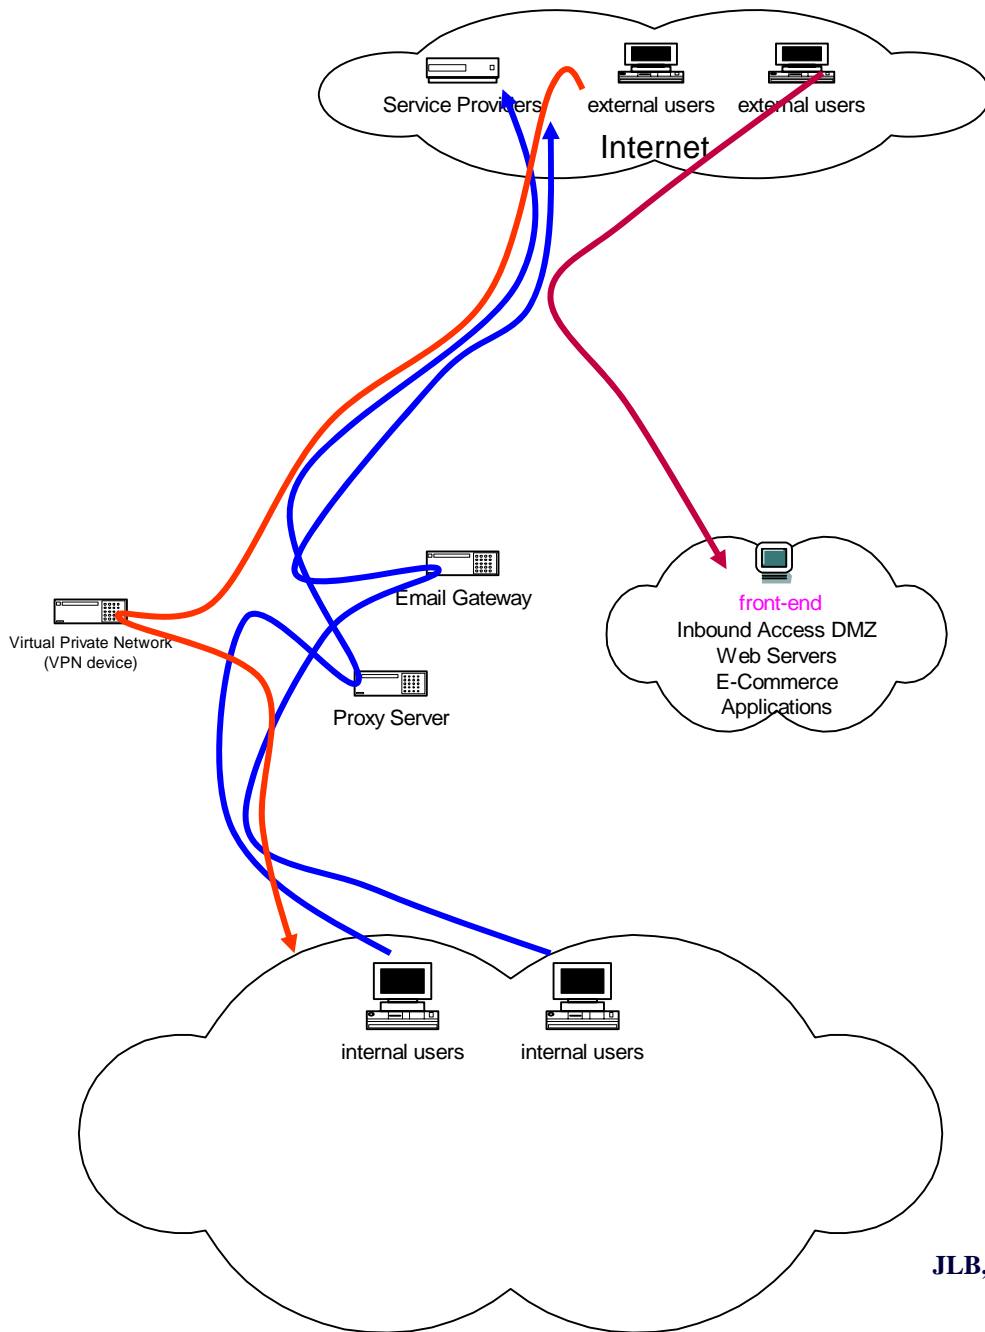 Service Providers
external users
external users
Internet
Email Gateway
front-end
Inbound Access DMZ
Web Servers
E-Commerce
Applications
Virtual Private Network
(VPN device)
Proxy Server
internal users
internal users
JLB,